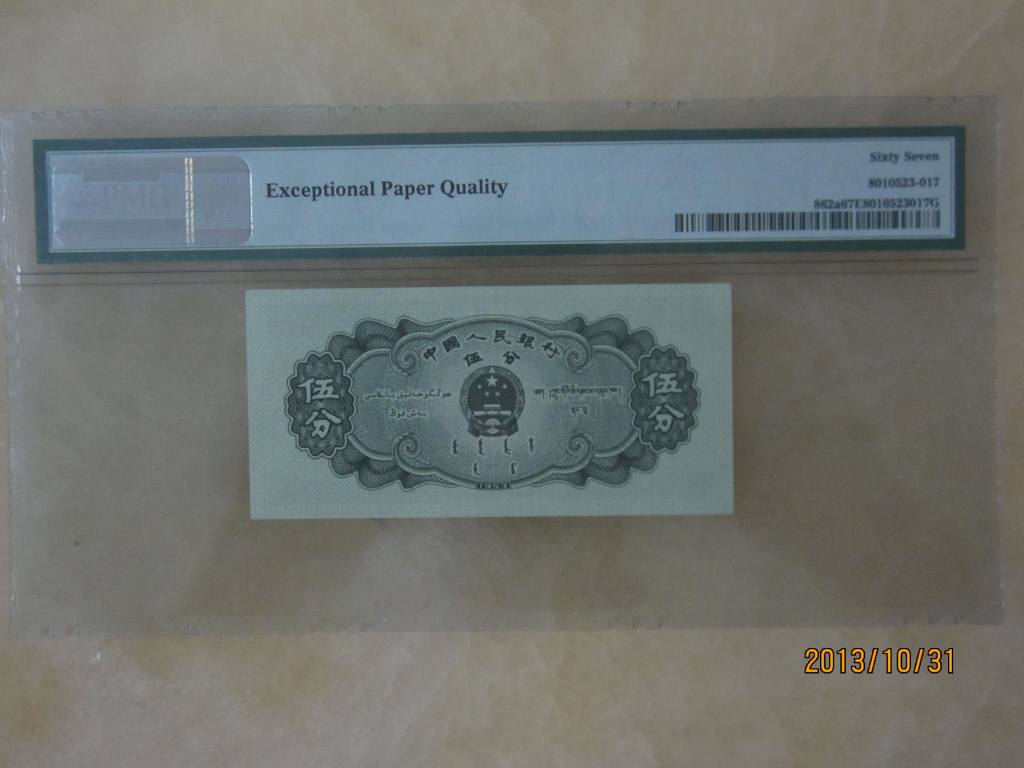 PMG
Exceptional Paper Quality
Sixty Seven
8010523-017
862a67E8010523017G
中國人民銀行
伍分
伍分
伍分
1953
2013/10/31